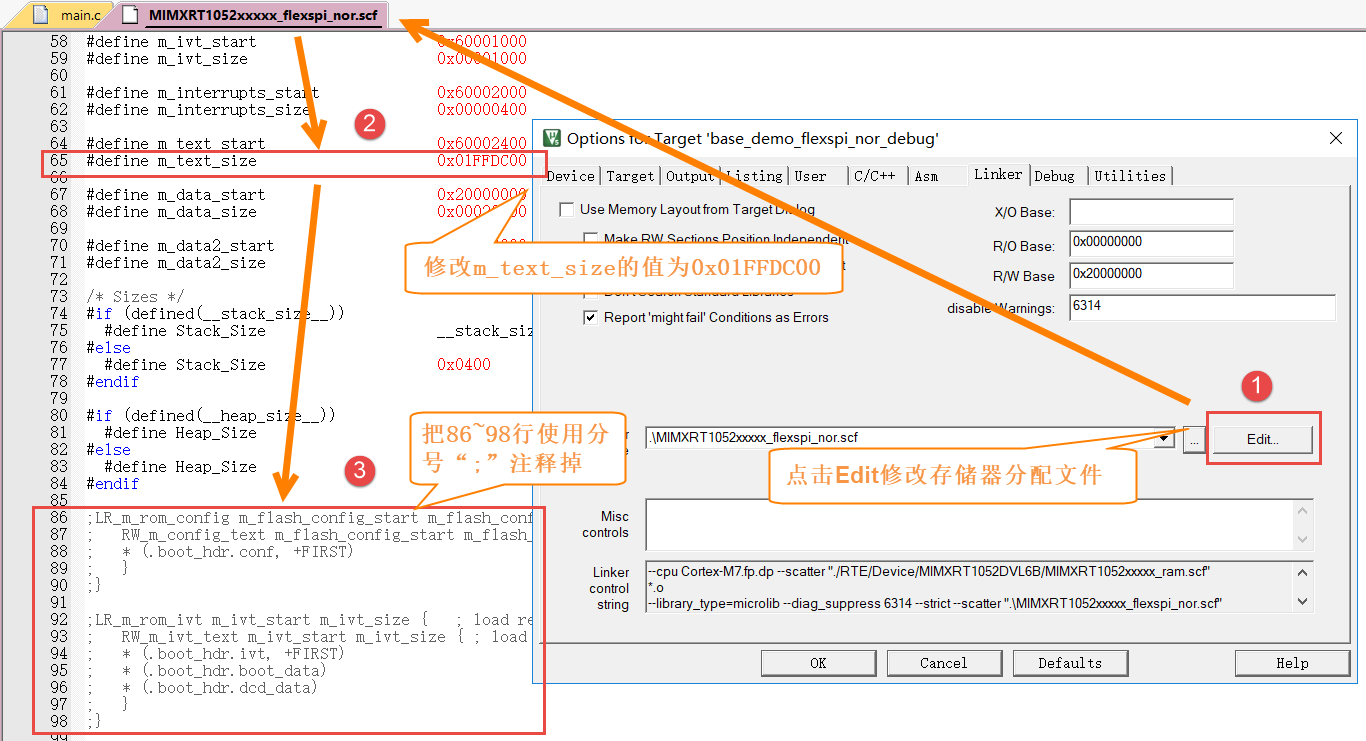 main.c
MIMXRT1052xxxxx_flexspi_nor.scf
58 #define m_ivt_start 0x60001000
59 #define m_ivt_size 0x00001000
60
61 #define m_interrupts_start 0x60002000
62 #define m_interrupts_size 0x00000400
63
64 #define m_text_start 0x60002400
65 #define m_text_size 0x01FFDC00
66
67 #define m_data_start 0x20000000
68 #define m_data_size
69
70 #define m_data2_start
71 #define m_data2_size
72
73 /* Sizes */
74 #if (defined(__stack_size__))
75 #define Stack_Size __stack_siz
76 #else
77 #define Stack_Size 0x0400
78 #endif
79
80 #if (defined(__heap_size__))
81 #define Heap_Size
82 #else
83 #define Heap_Size
84 #endif
85
86 ;LR_m_rom_config m_flash_config_start m_flash_conf
87 ; RW_m_config_text m_flash_config_start m_flash_
88 ; * (.boot_hdr.conf, +FIRST)
89 ; }
90 ;}
91
92 ;LR_m_rom_ivt m_ivt_start m_ivt_size { ; load re
93 ; RW_m_ivt_text m_ivt_start m_ivt_size { ; load
94 ; * (.boot_hdr.ivt, +FIRST)
95 ; * (.boot_hdr.boot_data)
96 ; * (.boot_hdr.dcd_data)
97 ; }
98 ;}
99
2
修改m_text_size的值为0x01FFDC00
3
把86~98行使用分
号“;”注释掉
Options for Target 'base_demo_flexspi_nor_debug'
Device Target Output Listing User C/C++ Asm Linker Debug Utilities
Use Memory Layout from Target Dialog
Make RW Sections Position Independent
Don't Search Standard Libraries
Report 'might fail' Conditions as Errors
X/O Base:
R/O Base: 0x00000000
R/W Base 0x20000000
disable Warnings: 6314
1
.\MIMXRT1052xxxxx_flexspi_nor.scf
...
Edit...
点击Edit修改存储器分配文件
Misc
controls
Linker
control
string
--cpu Cortex-M7.fp.dp --scatter "./RTE/Device/MIMXRT1052DVL6B/MIMXRT1052xxxxx_ram.scf"
*.o
--library_type=microlib --diag_suppress 6314 --strict --scatter ".\MIMXRT1052xxxxx_flexspi_nor.scf"
OK
Cancel
Defaults
Help